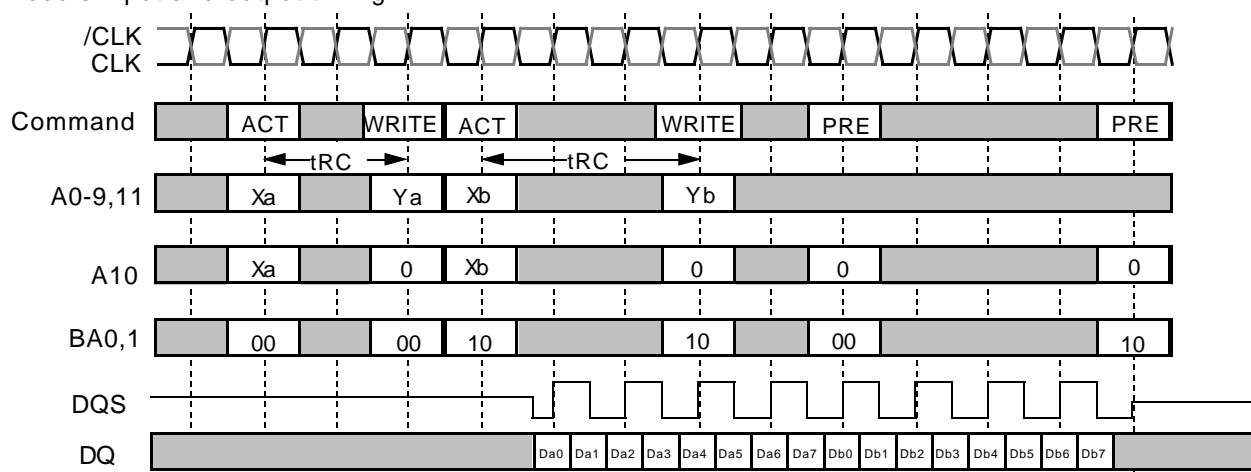 /CLK
CLK
Command ACT WRITE ACT WRITE PRE PRE
tRC tRC
A0-9,11 Xa Ya Xb Yb
A10 Xa 0 Xb 0 0 0
BA0,1 00 00 10 10 00 10
DQS
DQ Da0 Da1 Da2 Da3 Da4 Da5 Da6 Da7 Db0 Db1 Db2 Db3 Db4 Db5 Db6 Db7